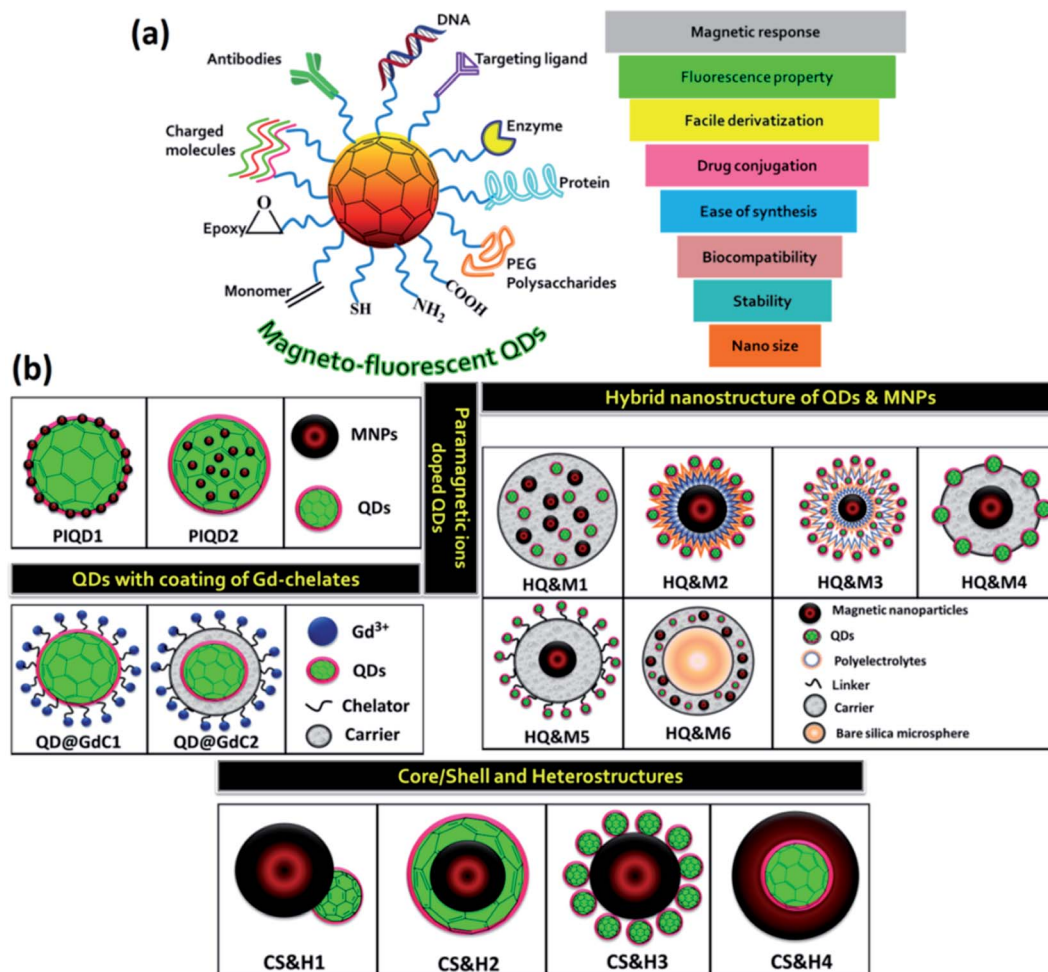 (a)
DNA
Antibodies
Targeting ligand
Charged
molecules
Enzyme
Protein
O
Epoxy
PEG
Polysaccharides
Monomer
SH
NH2
COOH
Magneto-fluorescent QDs
Magnetic response
Fluorescence property
Facile derivatization
Drug conjugation
Ease of synthesis
Biocompatibility
Stability
Nano size
(b)
MNPs
QDs
PIQD1
PIQD2
Paramagnetic ions
doped QDs
QDs with coating of Gd-chelates
Gd3+
QDs
Chelator
Carrier
QD@GdC1
QD@GdC2
Hybrid nanostructure of QDs & MNPs
HQ&M1
HQ&M2
HQ&M3
HQ&M4
HQ&M5
HQ&M6
Magnetic nanoparticles
QDs
Polyelectrolytes
Linker
Carrier
Bare silica microsphere
Core/Shell and Heterostructures
CS&H1
CS&H2
CS&H3
CS&H4